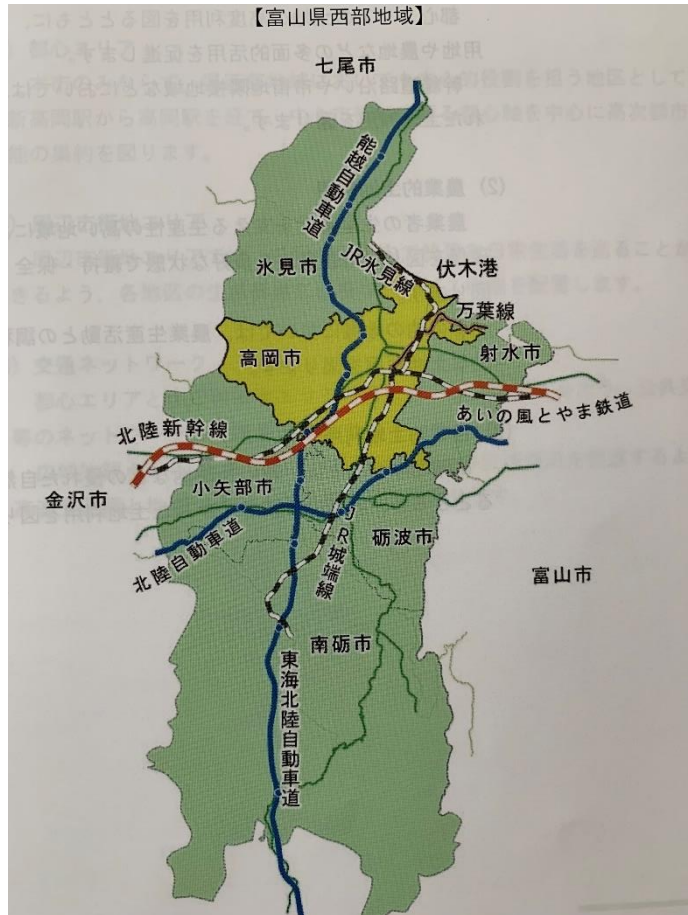 【富山県西部地域】
七尾市
能越自動車道
氷見市
JR氷見線
伏木港
万葉線
高岡市
射水市
あいの風とやま鉄道
北陸新幹線
金沢市
小矢部市
北陸自動車道
JR城端線
砺波市
富山市
南砺市
東海北陸自動車道